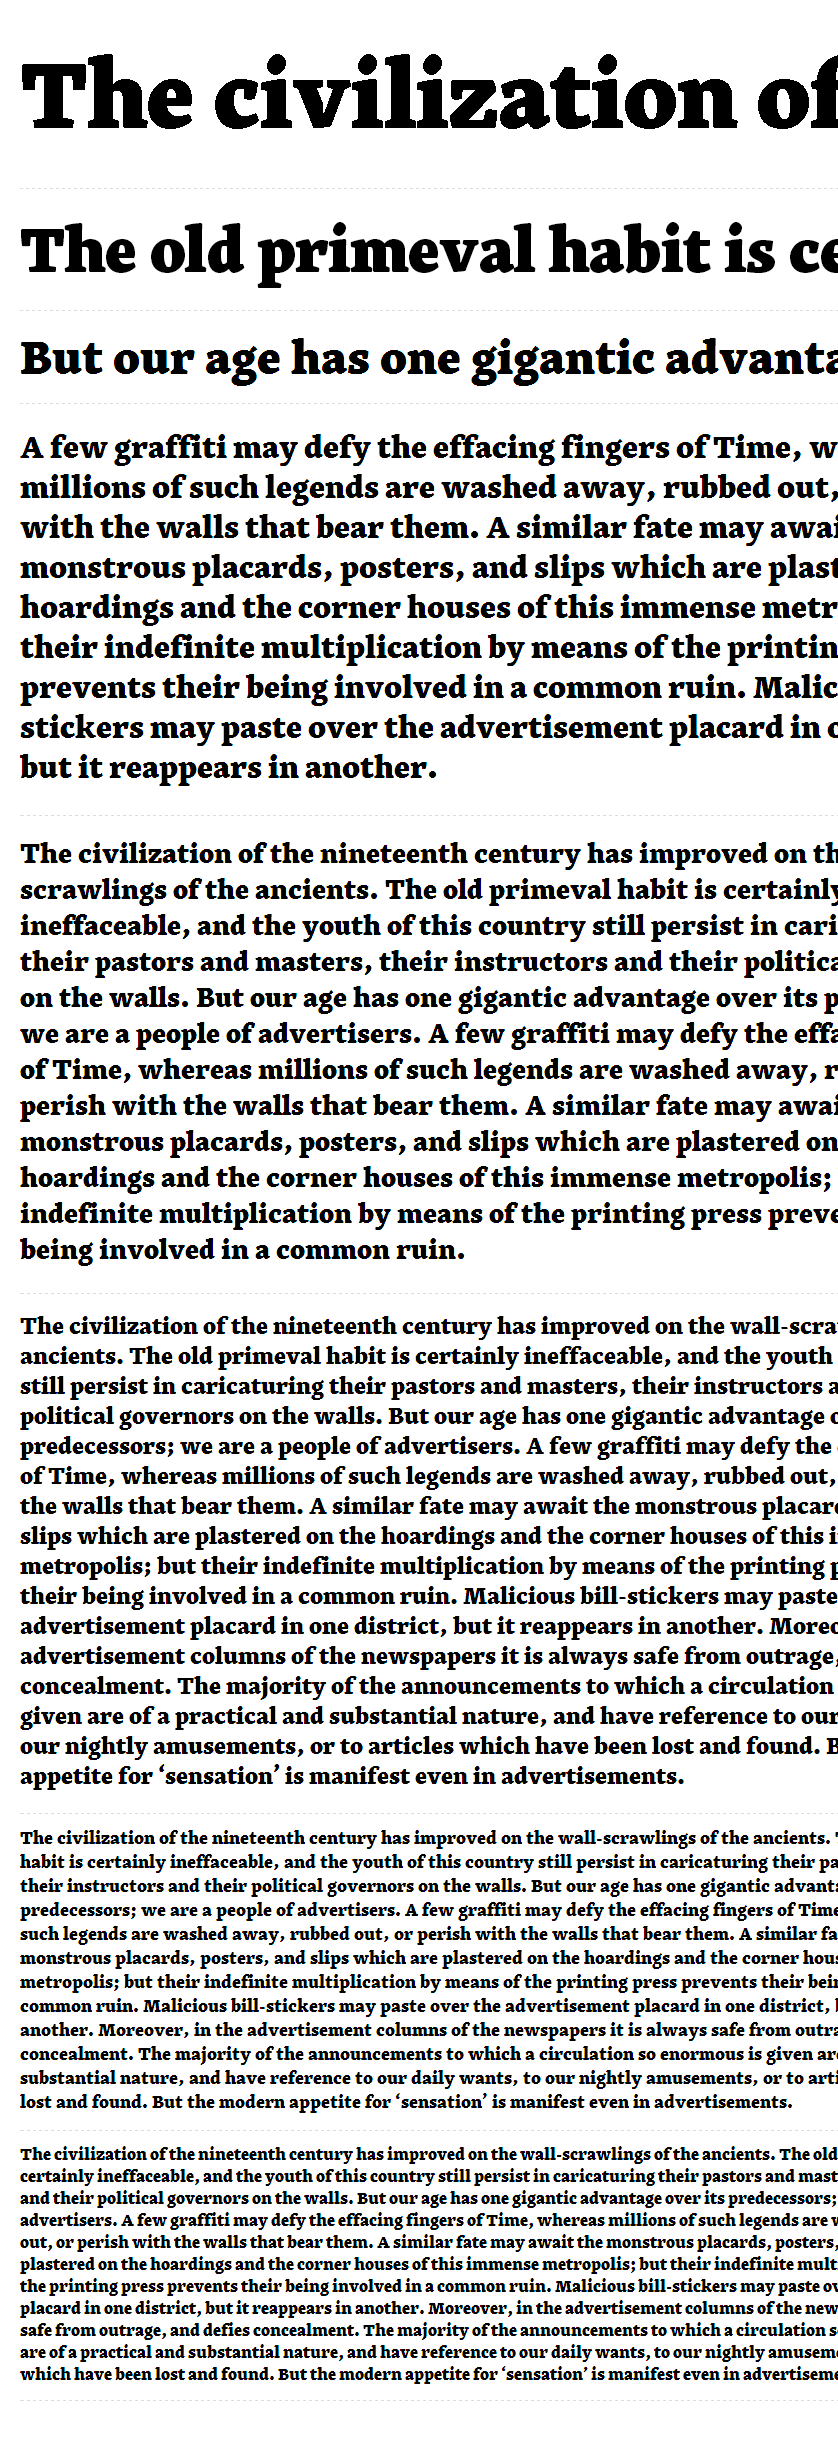 The civilization of
The old primeval habit is
But our age has one gigantic
A few graffiti may defy the effacing fingers of Time,
millions of such legends are washed away, rubbed out,
with the walls that bear them. A similar fate may
monstrous placards, posters, and slips which are
hoardings and the corner houses of this immense
their indefinite multiplication by means of the
prevents their being involved in a common ruin.
stickers may paste over the advertisement placard in
but it reappears in another.
The civilization of the nineteenth century has improved on
scrawlings of the ancients. The old primeval habit is certainly
ineffaceable, and the youth of this country still persist in
their pastors and masters, their instructors and their
on the walls. But our age has one gigantic advantage over its
we are a people of advertisers. A few graffiti may defy the
of Time, whereas millions of such legends are washed away,
perish with the walls that bear them. A similar fate may
monstrous placards, posters, and slips which are plastered on
hoardings and the corner houses of this immense metropolis;
indefinite multiplication by means of the printing press
being involved in a common ruin.
The civilization of the nineteenth century has improved on the
ancients. The old primeval habit is certainly ineffaceable, and the youth
still persist in caricaturing their pastors and masters, their instructors
political governors on the walls. But our age has one gigantic advantage
predecessors; we are a people of advertisers. A few graffiti may defy the
of Time, whereas millions of such legends are washed away, rubbed out,
the walls that bear them. A similar fate may await the monstrous
slips which are plastered on the hoardings and the corner houses of this
metropolis; but their indefinite multiplication by means of the printing
their being involved in a common ruin. Malicious bill-stickers may paste
advertisement placard in one district, but it reappears in another.
advertisement columns of the newspapers it is always safe from outrage,
concealment. The majority of the announcements to which a circulation
given are of a practical and substantial nature, and have reference to our
our nightly amusements, or to articles which have been lost and found.
appetite for ‘sensation’ is manifest even in advertisements.
The civilization of the nineteenth century has improved on the wall-scrawlings of the ancients.
habit is certainly ineffaceable, and the youth of this country still persist in caricaturing their
their instructors and their political governors on the walls. But our age has one gigantic
predecessors; we are a people of advertisers. A few graffiti may defy the effacing fingers of Time
such legends are washed away, rubbed out, or perish with the walls that bear them. A similar
monstrous placards, posters, and slips which are plastered on the hoardings and the corner
metropolis; but their indefinite multiplication by means of the printing press prevents their
common ruin. Malicious bill-stickers may paste over the advertisement placard in one district,
another. Moreover, in the advertisement columns of the newspapers it is always safe from
concealment. The majority of the announcements to which a circulation so enormous is given
substantial nature, and have reference to our daily wants, to our nightly amusements, or to
lost and found. But the modern appetite for ‘sensation’ is manifest even in advertisements.
The civilization of the nineteenth century has improved on the wall-scrawlings of the ancients. The old
certainly ineffaceable, and the youth of this country still persist in caricaturing their pastors and
and their political governors on the walls. But our age has one gigantic advantage over its predecessors;
advertisers. A few graffiti may defy the effacing fingers of Time, whereas millions of such legends are
out, or perish with the walls that bear them. A similar fate may await the monstrous placards, posters,
plastered on the hoardings and the corner houses of this immense metropolis; but their indefinite
the printing press prevents their being involved in a common ruin. Malicious bill-stickers may paste
placard in one district, but it reappears in another. Moreover, in the advertisement columns of the
safe from outrage, and defies concealment. The majority of the announcements to which a circulation
are of a practical and substantial nature, and have reference to our daily wants, to our nightly
which have been lost and found. But the modern appetite for ‘sensation’ is manifest even in